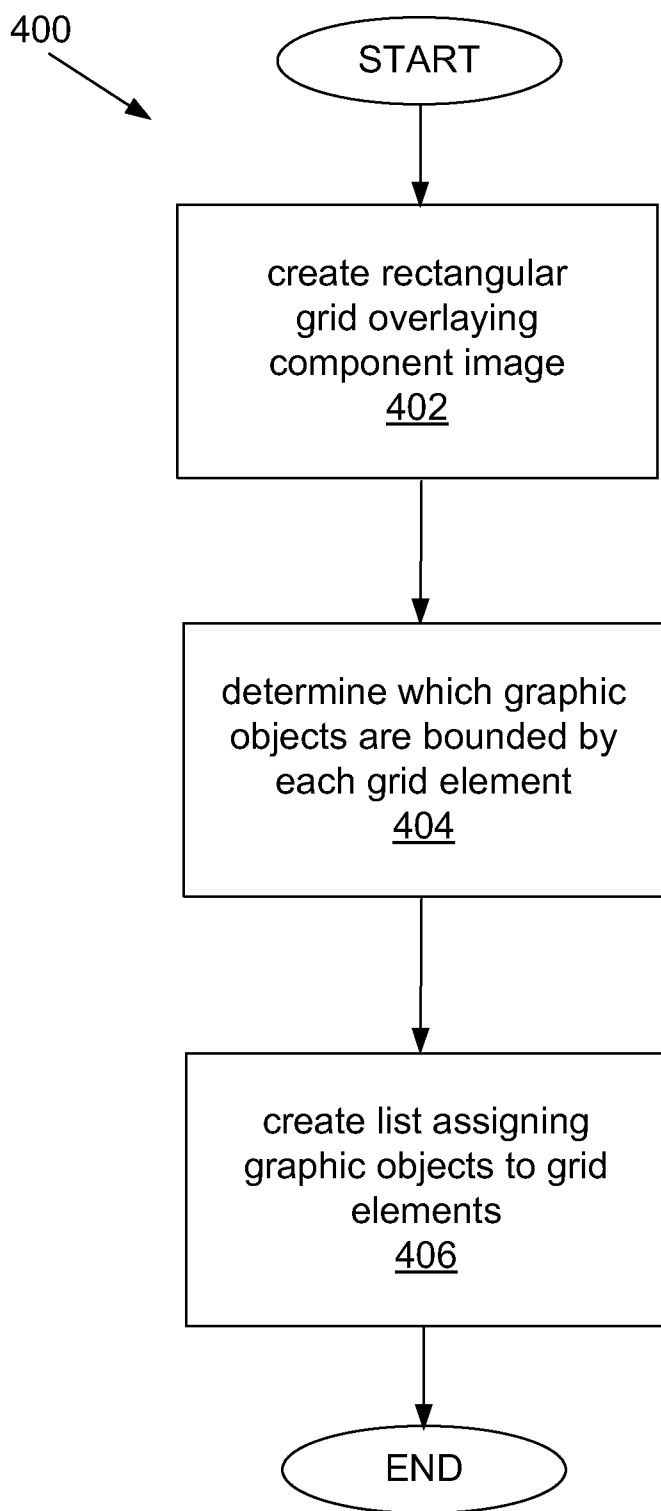 400
START
create rectangular
grid overlaying
component image
402
determine which graphic
objects are bounded by
each grid element
404
create list assigning
graphic objects to grid
elements
406
END